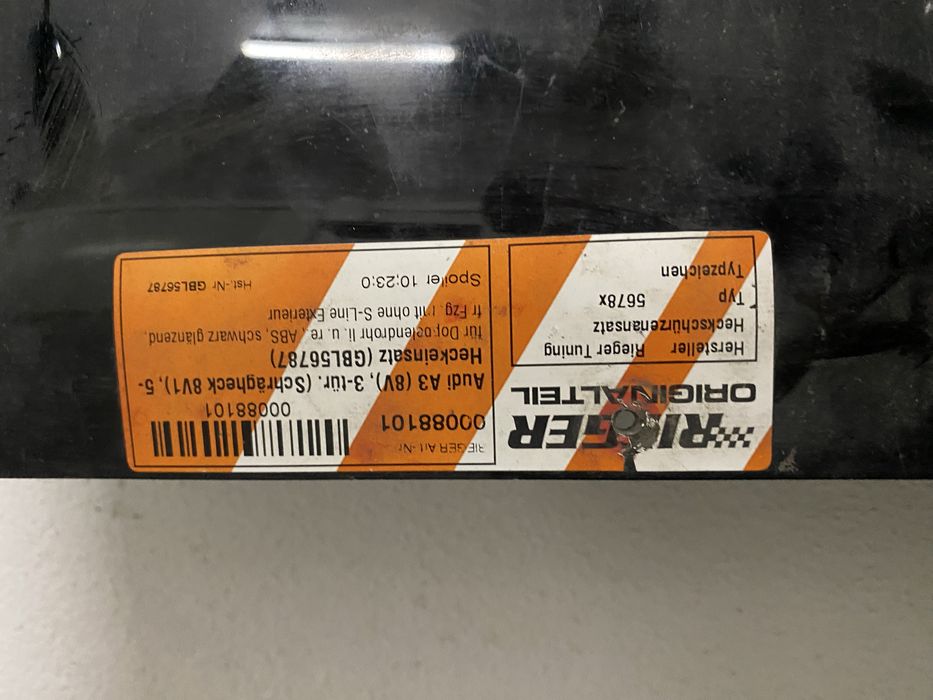 RIEGER
ORIGINALTEIL
Hersteller Rieger Tuning
Heckschürzenansatz
Typ 5678x
Typzeichen
RIEGER Art.-Nr.
00088101
00088101
Audi A3 (8V), 3-tür. (Schrägheck 8V1), 5-
Heckeinsatz (GBL56787)
für Doppelendrohr li. u. re., ABS, schwarz glänzend,
fr Fzg. mit ohne S-Line Exterieur
Spoiler 10;23:0 Hst.-Nr GBL56787